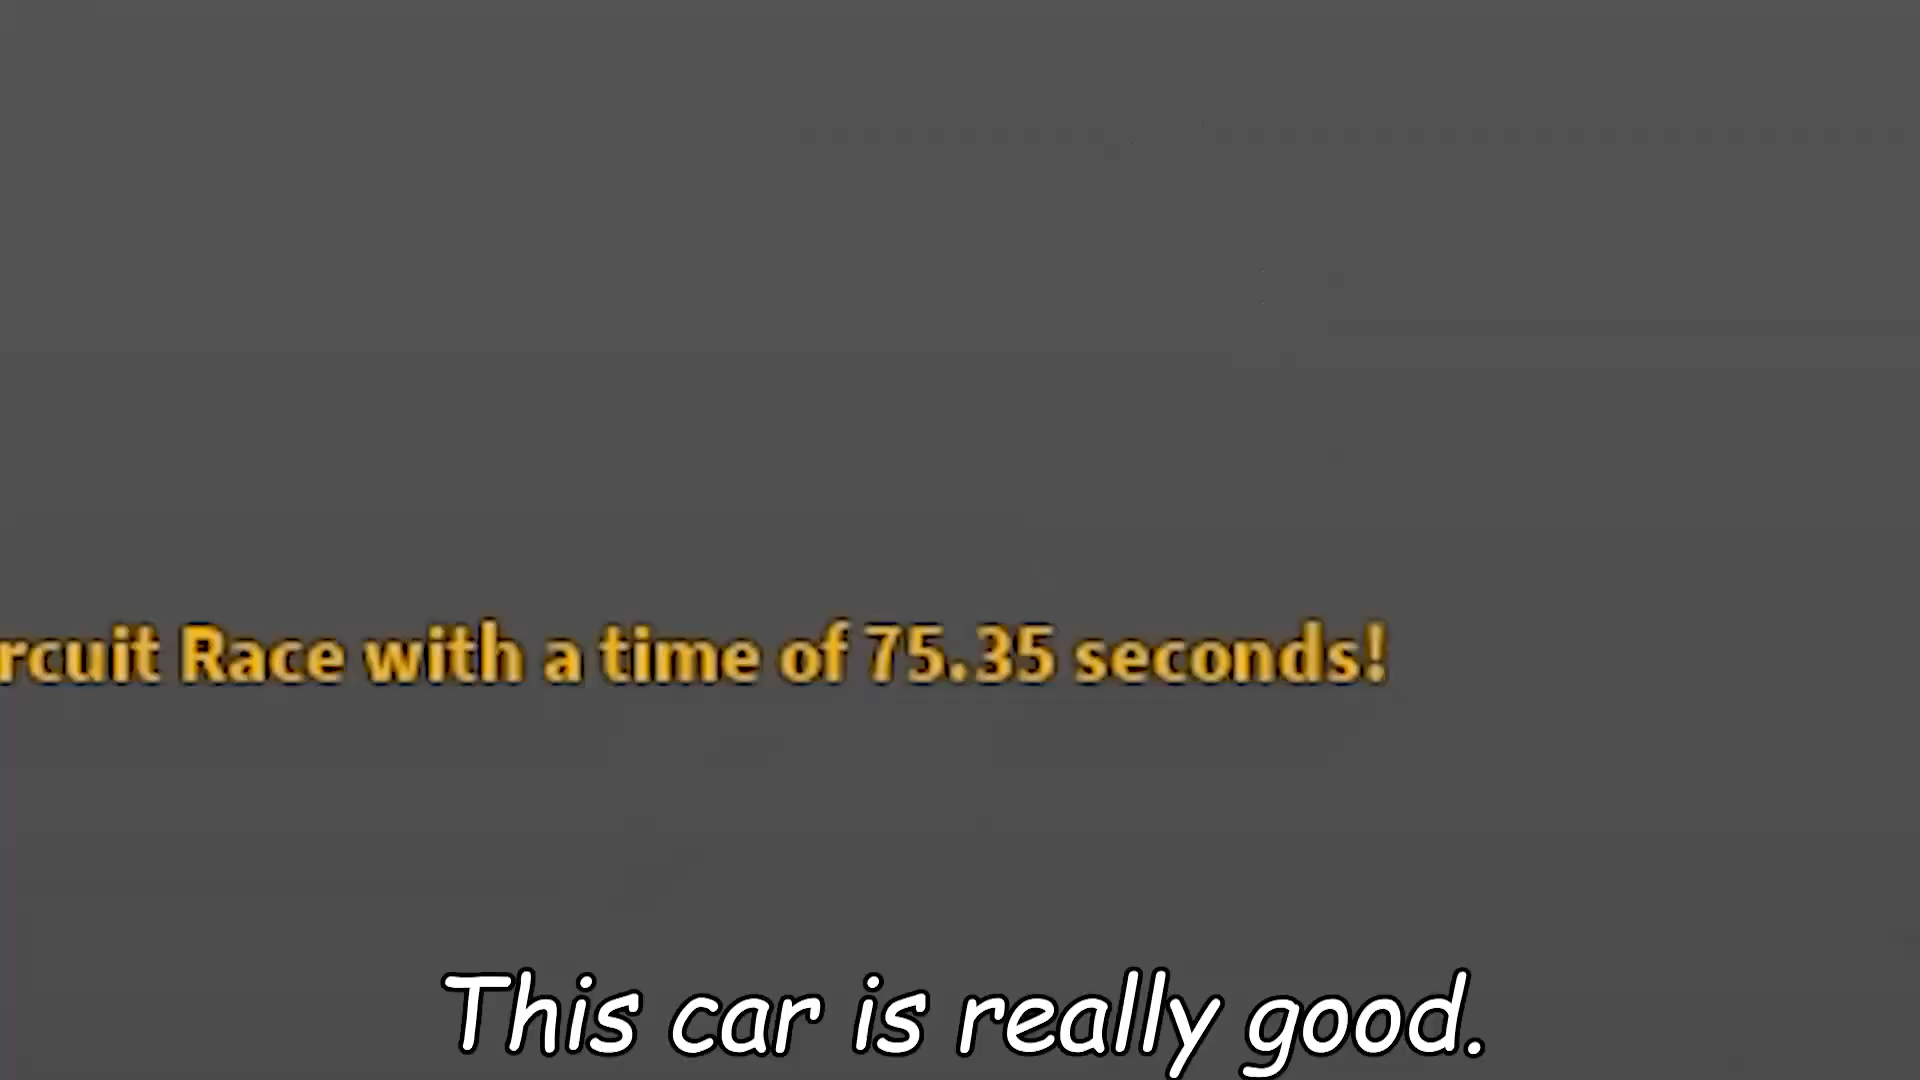 rcuit Race with a time of 75.35 seconds!
This car is really good.